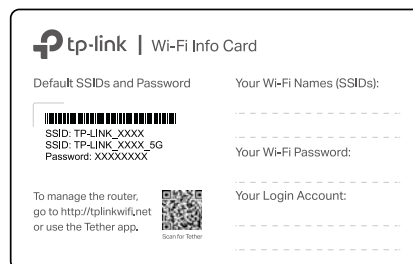 tp-link | Wi-Fi Info Card
Default SSIDs and Password
SSID: TP-LINK_XXXX
SSID: TP-LINK_XXXX_5G
Password: XXXXXXXX
To manage the router,
go to http://tplinkwifi.net
or use the Tether app.
Scan for Tether
Your Wi-Fi Names (SSIDs):
Your Wi-Fi Password:
Your Login Account: